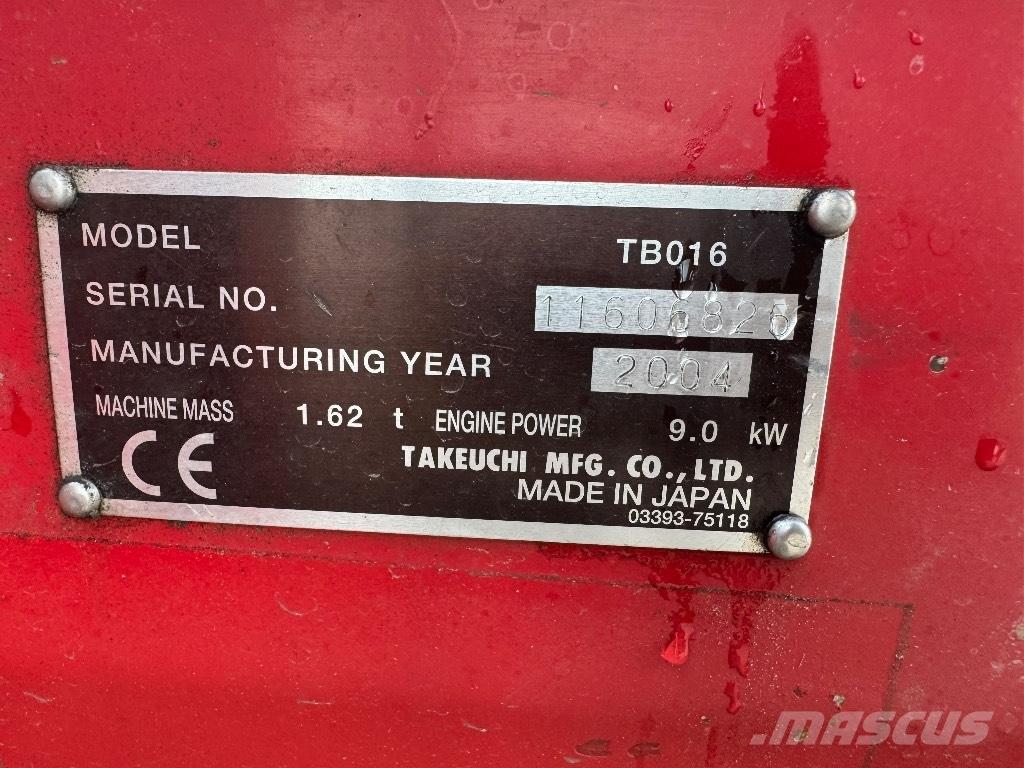 MODEL TB016
SERIAL NO. 11606826
MANUFACTURING YEAR 2004
MACHINE MASS 1.62 t ENGINE POWER 9.0 kW
CE TAKEUCHI MFG. CO., LTD.
MADE IN JAPAN
03393-75118
MASCUS